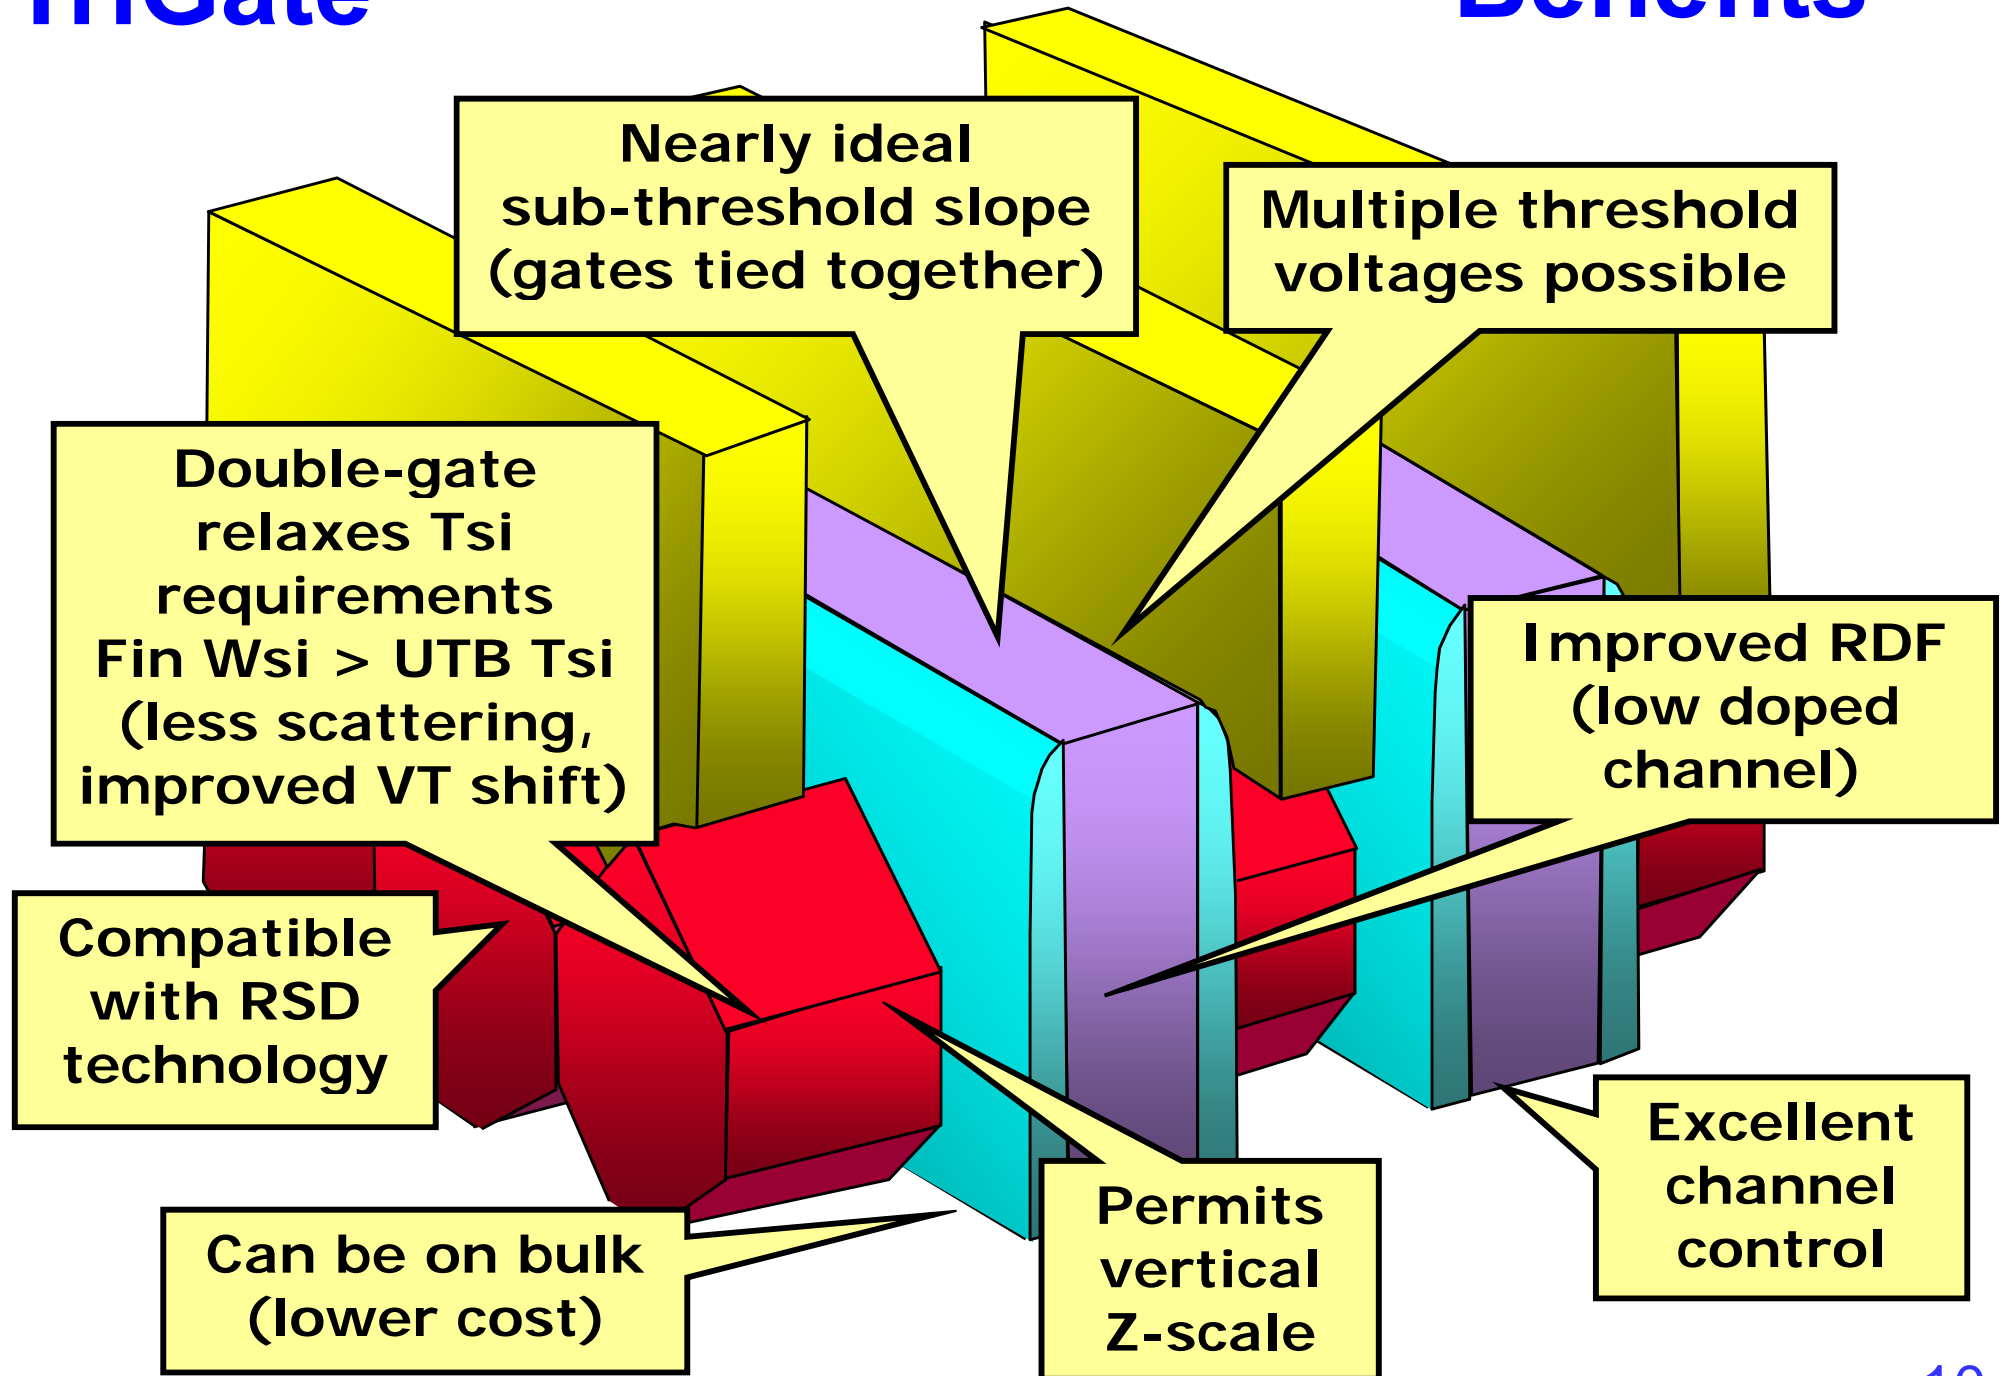 TriGate
Benefits
Nearly ideal
sub-threshold slope
(gates tied together)
Multiple threshold
voltages possible
Double-gate
relaxes Tsi
requirements
Fin Wsi > UTB Tsi
(less scattering,
improved VT shift)
Improved RDF
(low doped
channel)
Compatible
with RSD
technology
Excellent
channel
control
Permits
vertical
Z-scale
Can be on bulk
(lower cost)